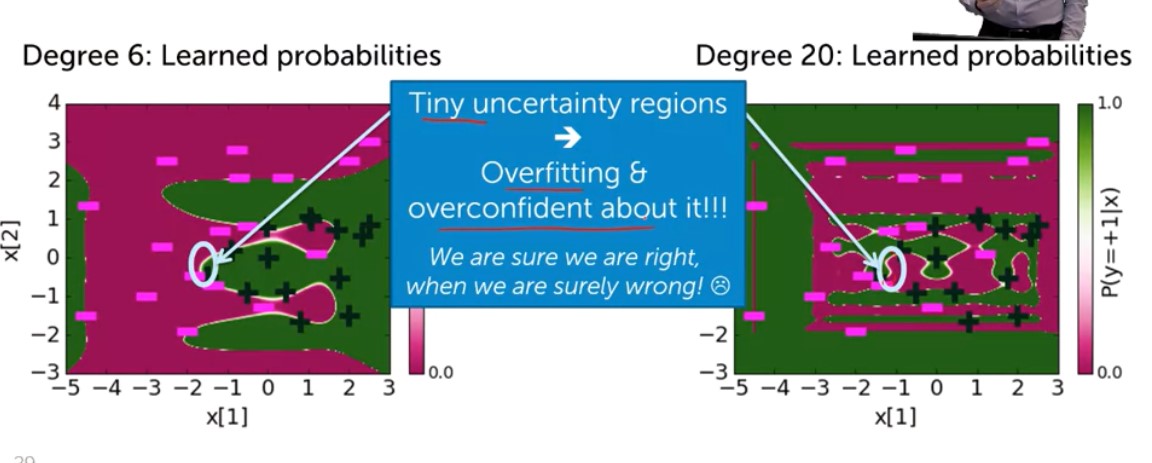 Degree 6: Learned probabilities
Degree 20: Learned probabilities
Tiny uncertainty regions
➔
Overfitting &
overconfident about it!!!
We are sure we are right,
when we are surely wrong! ☹
4
3
2
1
0
−1
−2
−3
x[2]
−5 −4 −3 −2 −1 0 1 2 3
x[1]
0.0
−2
−3
−5 −4 −3 −2 −1 0 1 2 3
x[1]
1.0
0.0
P(y=+1|x)